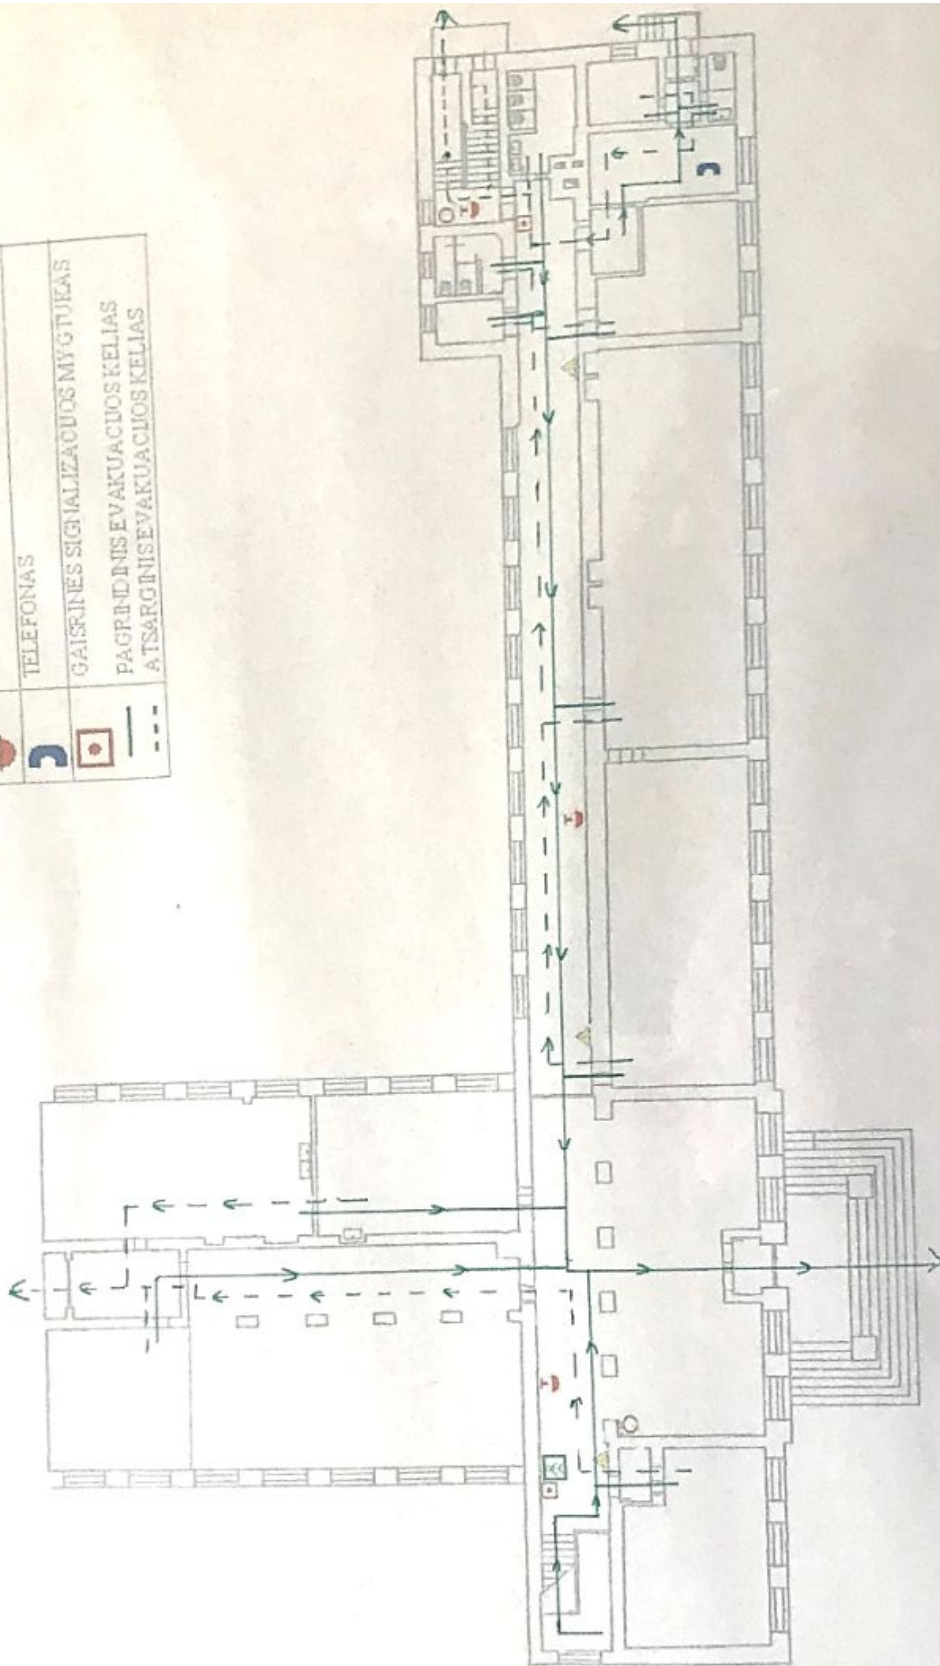 TELEFONAS
GAISRINĖS SIGNALIZACIJOS MYGTUKAS
PAGRINDINIS EVAKUACIJOS KELIAS
ATSARGINIS EVAKUACIJOS KELIAS